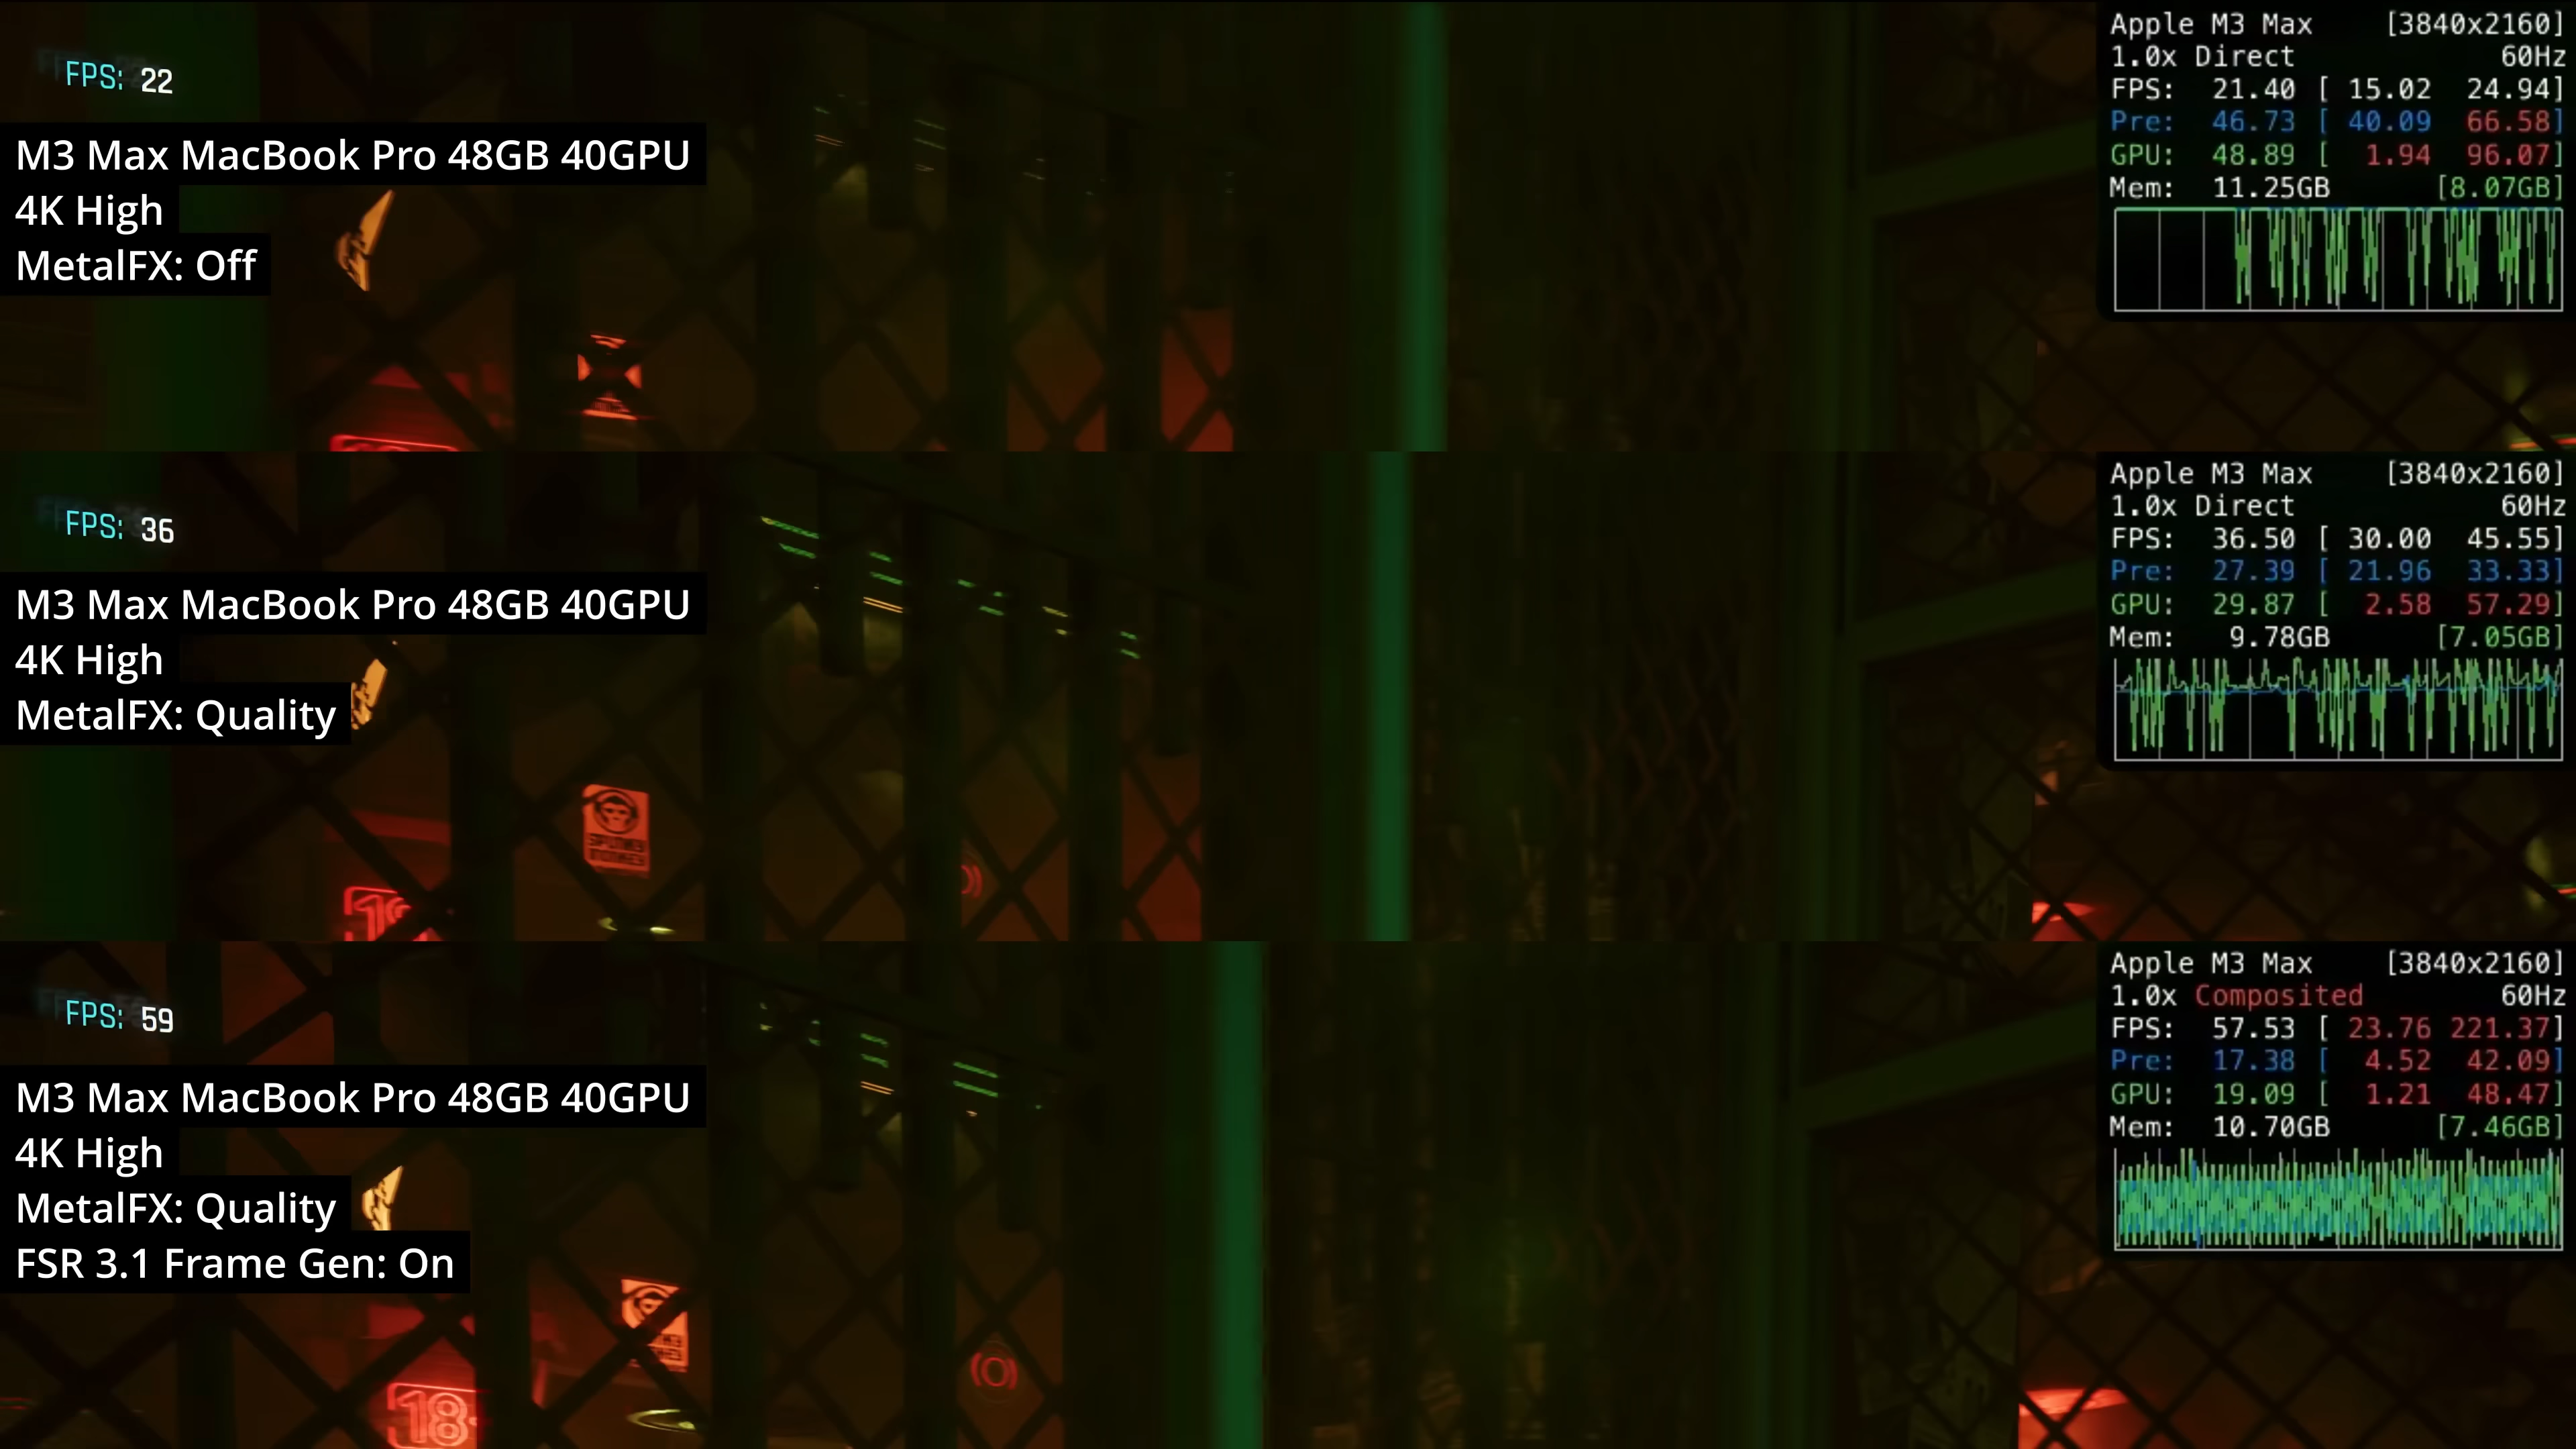 FPS: 22
M3 Max MacBook Pro 48GB 40GPU
4K High
MetalFX: Off
Apple M3 Max [3840x2160]
1.0x Direct 60Hz
FPS: 21.40 [ 15.02 24.94]
Pre: 46.73 [ 40.09 66.58]
GPU: 48.89 [ 1.94 96.07]
Mem: 11.25GB [8.07GB]
FPS: 36
M3 Max MacBook Pro 48GB 40GPU
4K High
MetalFX: Quality
Apple M3 Max [3840x2160]
1.0x Direct 60Hz
FPS: 36.50 [ 30.00 45.55]
Pre: 27.39 [ 21.96 33.33]
GPU: 29.87 [ 2.58 57.29]
Mem: 9.78GB [7.05GB]
FPS: 59
M3 Max MacBook Pro 48GB 40GPU
4K High
MetalFX: Quality
FSR 3.1 Frame Gen: On
Apple M3 Max [3840x2160]
1.0x Composited 60Hz
FPS: 57.53 [ 23.76 221.37]
Pre: 17.38 [ 4.52 42.09]
GPU: 19.09 [ 1.21 48.47]
Mem: 10.70GB [7.46GB]
18